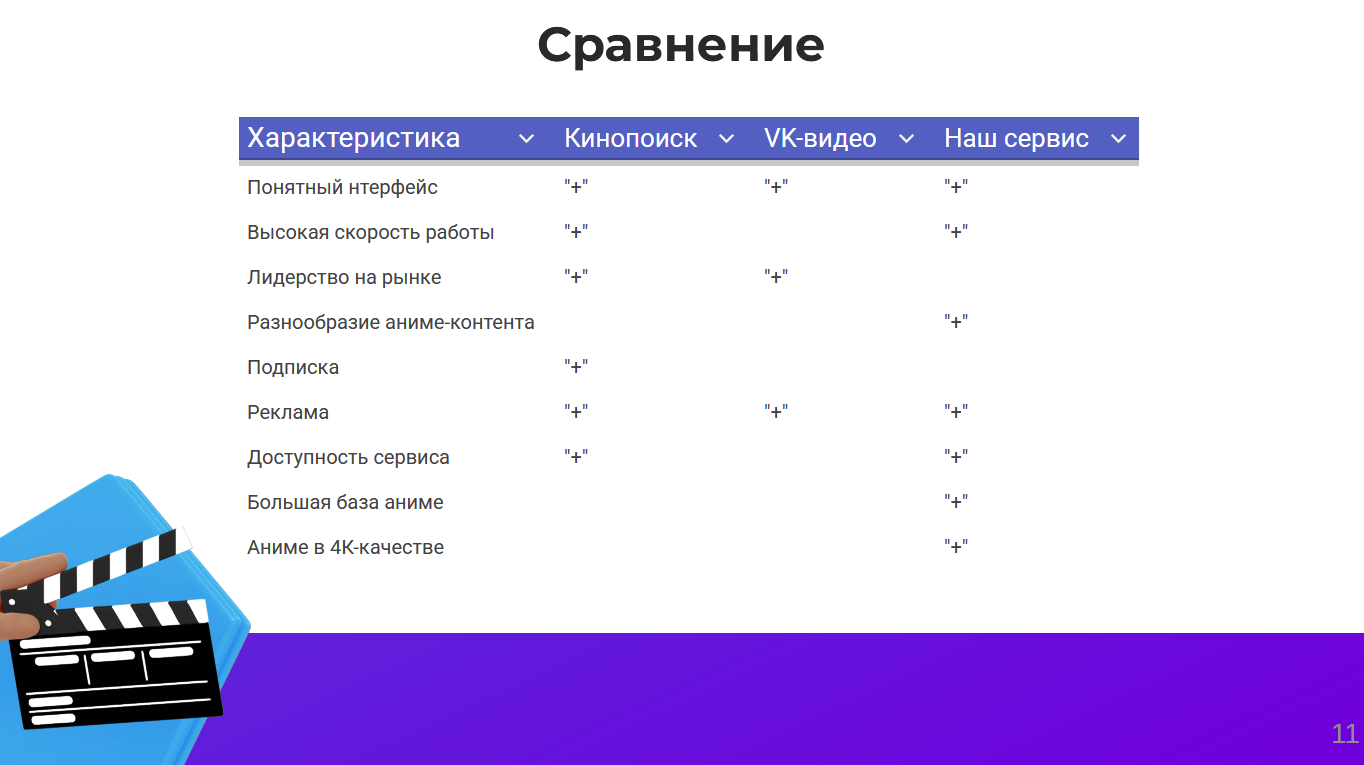 Сравнение
Характеристика Кинопоиск VK-видео Наш сервис
Понятный нтерфейс "+" "+" "+"
Высокая скорость работы "+" "+"
Лидерство на рынке "+" "+"
Разнообразие аниме-контента "+"
Подписка "+"
Реклама "+" "+" "+"
Доступность сервиса "+" "+"
Большая база аниме "+"
Аниме в 4К-качестве "+"
11